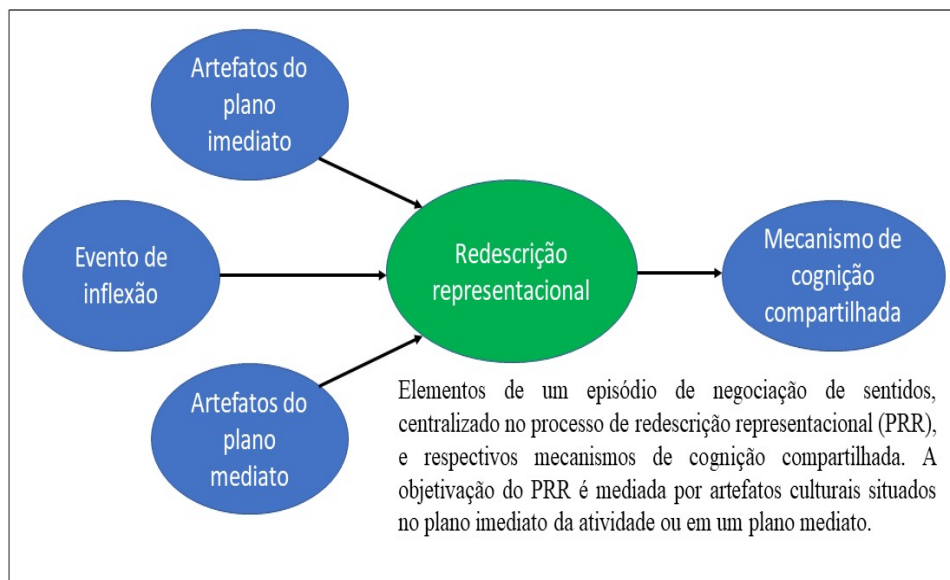 Artefatos do
plano
imediato
Evento de
inflexão
Redescrição
representacional
Mecanismo de
cognição
compartilhada
Artefatos do
plano
mediato
Elementos de um episódio de negociação de sentidos,
centralizado no processo de redescrição representacional (PRR),
e respectivos mecanismos de cognição compartilhada. A
objetivação do PRR é mediada por artefatos culturais situados
no plano imediato da atividade ou em um plano mediato.